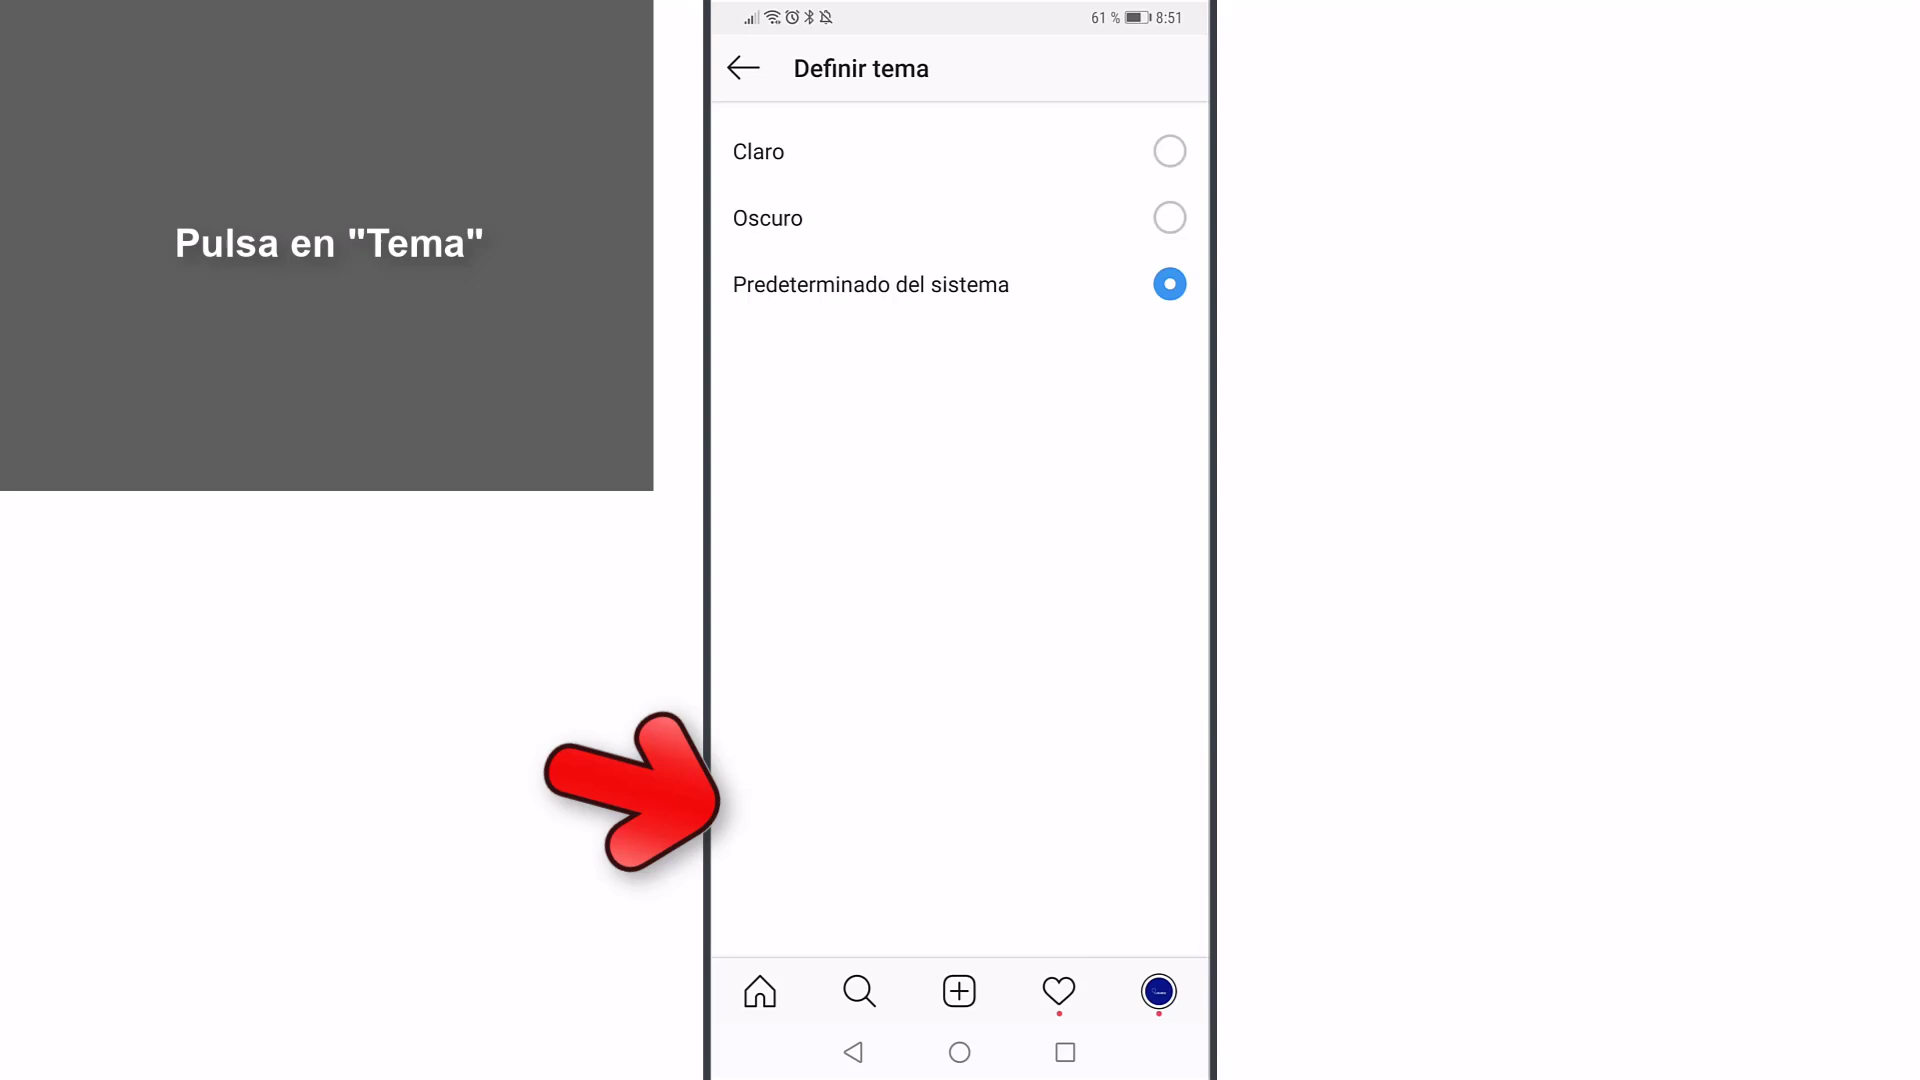 Pulsa en "Tema"
61 % 8:51
Definir tema
Claro
Oscuro
Predeterminado del sistema